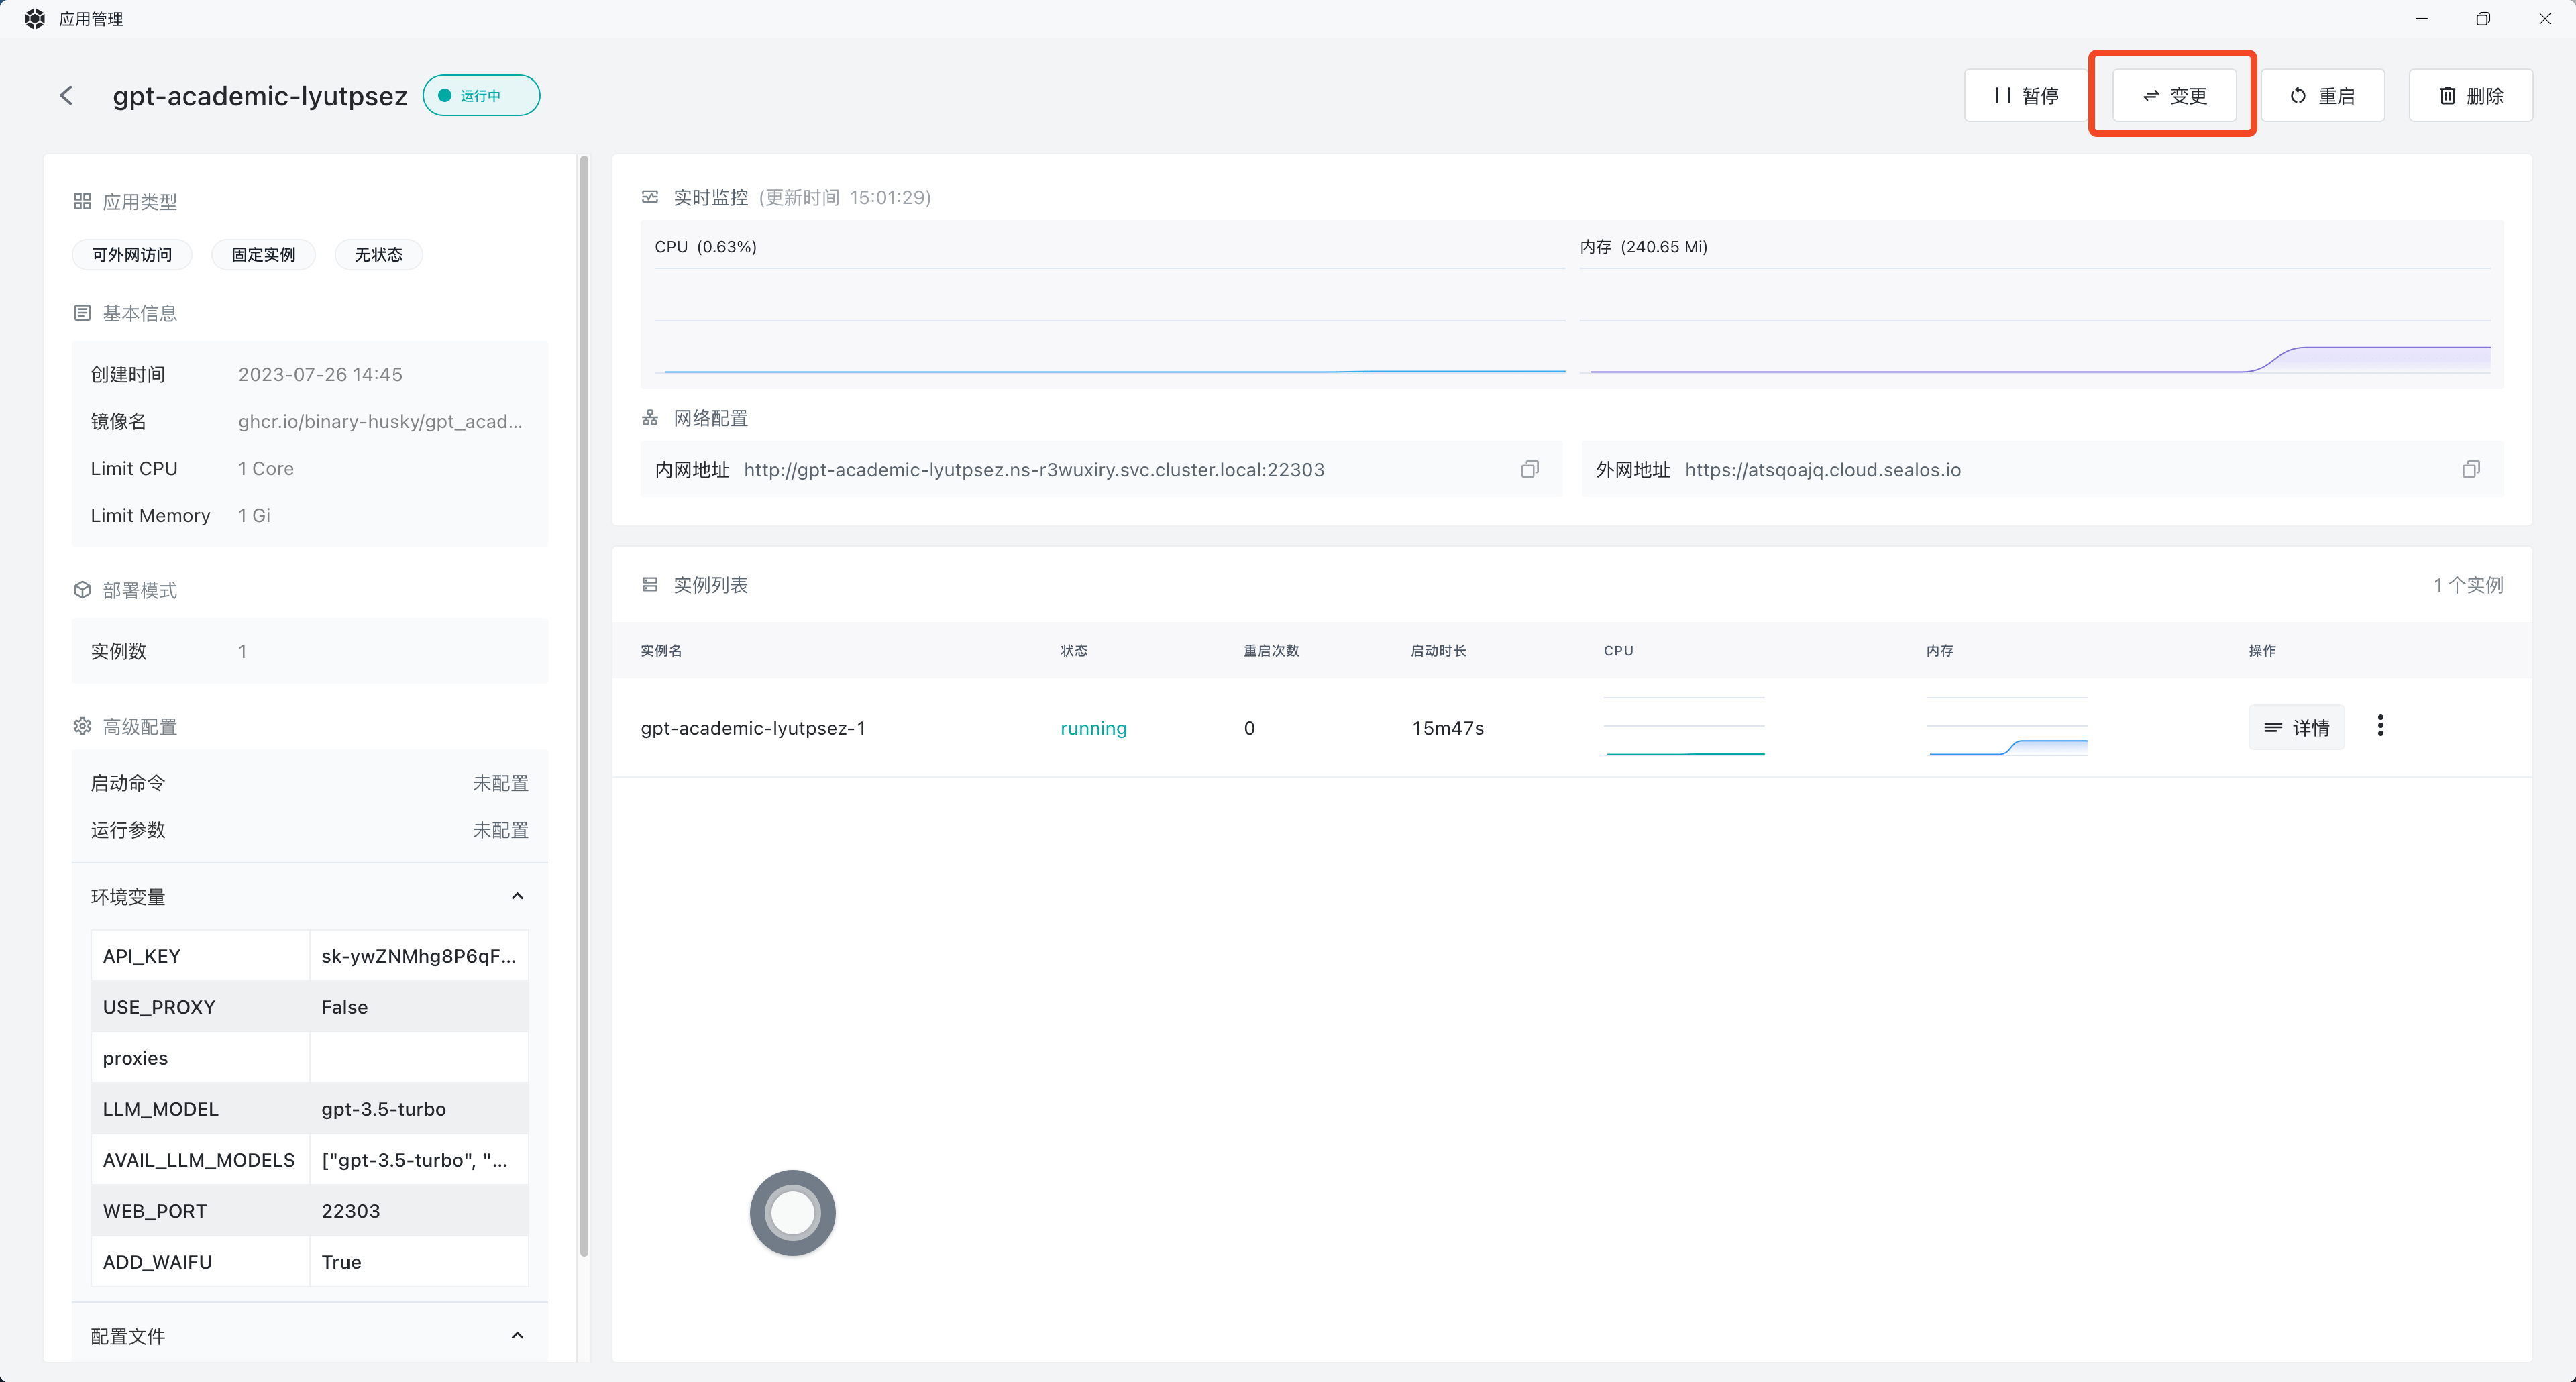 应用管理
gpt-academic-lyutpsez
运行中
暂停
变更
重启
删除
应用类型
可外网访问
固定实例
无状态
基本信息
创建时间 2023-07-26 14:45
镜像名 ghcr.io/binary-husky/gpt_acad...
Limit CPU 1 Core
Limit Memory 1 Gi
部署模式
实例数 1
高级配置
启动命令 未配置
运行参数 未配置
环境变量
API_KEY sk-ywZNMhg8P6qF...
USE_PROXY False
proxies
LLM_MODEL gpt-3.5-turbo
AVAIL_LLM_MODELS ["gpt-3.5-turbo", "...
WEB_PORT 22303
ADD_WAIFU True
配置文件
实时监控 (更新时间 15:01:29)
CPU (0.63%)
内存 (240.65 Mi)
网络配置
内网地址 http://gpt-academic-lyutpsez.ns-r3wuxiry.svc.cluster.local:22303
外网地址 https://atsqoajq.cloud.sealos.io
实例列表
1 个实例
实例名 状态 重启次数 启动时长 CPU 内存 操作
gpt-academic-lyutpsez-1 running 0 15m47s 详情